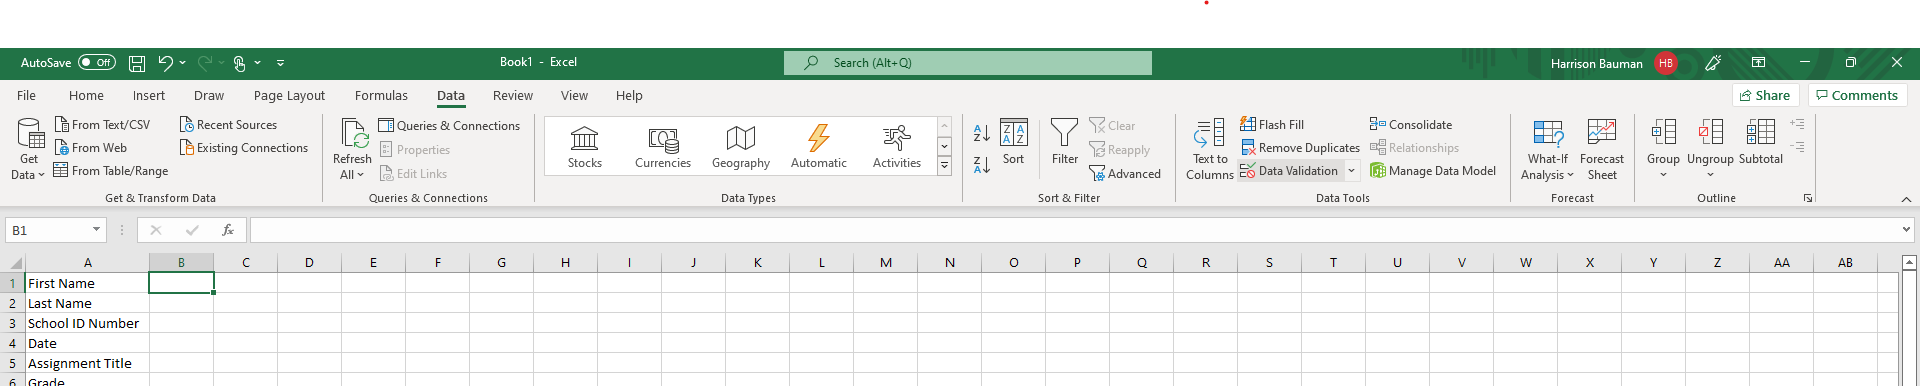 AutoSave Off Book1 - Excel Search (Alt+Q) Harrison Bauman HB
File Home Insert Draw Page Layout Formulas Data Review View Help Share Comments
Get Data
From Text/CSV
From Web
From Table/Range
Recent Sources
Existing Connections
Get & Transform Data
Refresh All
Queries & Connections
Properties
Edit Links
Queries & Connections
Stocks Currencies Geography Automatic Activities
Data Types
A Z
Z A
Z A A Z
Sort
Filter
Clear
Reapply
Advanced
Sort & Filter
Text to
Columns
Flash Fill
Remove Duplicates
Data Validation
Consolidate
Relationships
Manage Data Model
Data Tools
What-If
Analysis
Forecast
Sheet
Forecast
Group
Ungroup
Subtotal
Outline
B1 fx
A B C D E F G H I J K L M N O P Q R S T U V W X Y Z AA AB
1 First Name
2 Last Name
3 School ID Number
4 Date
5 Assignment Title
6 Grade